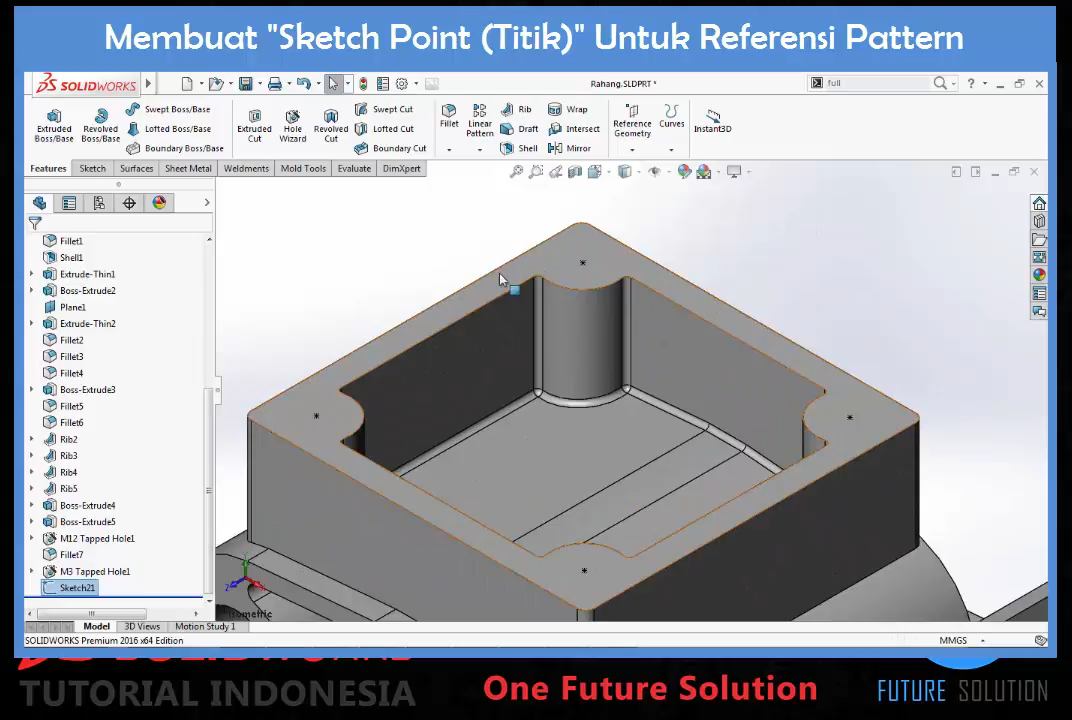 Membuat "Sketch Point (Titik)" Untuk Referensi Pattern
SOLIDWORKS
Rahang.SLDPRT *
full
Extruded Boss/Base
Revolved Boss/Base
Swept Boss/Base
Lofted Boss/Base
Boundary Boss/Base
Extruded Cut
Hole Wizard
Revolved Cut
Swept Cut
Lofted Cut
Boundary Cut
Fillet
Linear Pattern
Rib
Draft
Shell
Wrap
Intersect
Mirror
Reference Geometry
Curves
Instant3D
Features
Sketch
Surfaces
Sheet Metal
Weldments
Mold Tools
Evaluate
DimXpert
Fillet1
Shell1
Extrude-Thin1
Boss-Extrude2
Plane1
Extrude-Thin2
Fillet2
Fillet3
Fillet4
Boss-Extrude3
Fillet5
Fillet6
Rib2
Rib3
Rib4
Rib5
Boss-Extrude4
Boss-Extrude5
M12 Tapped Hole1
Fillet7
M3 Tapped Hole1
Sketch21
Model
3D Views
Motion Study 1
SOLIDWORKS Premium 2016 x64 Edition
MMGS
TUTORIAL INDONESIA
One Future Solution
FUTURE SOLUTION